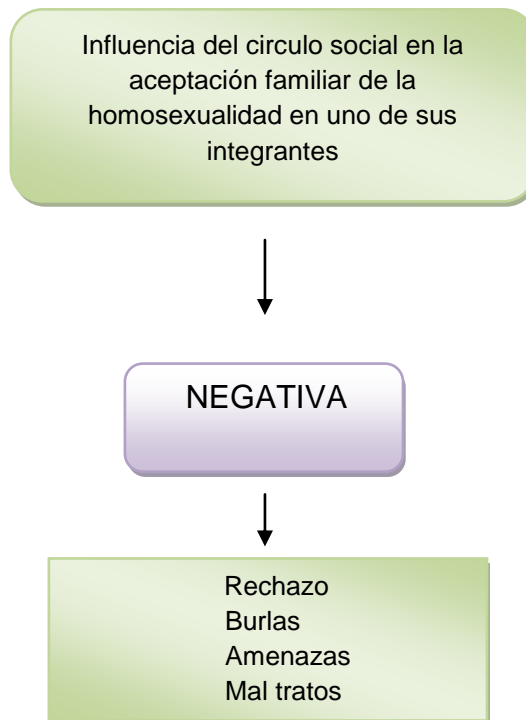 Influencia del circulo social en la
aceptación familiar de la
homosexualidad en uno de sus
integrantes
NEGATIVA
Rechazo
Burlas
Amenazas
Mal tratos